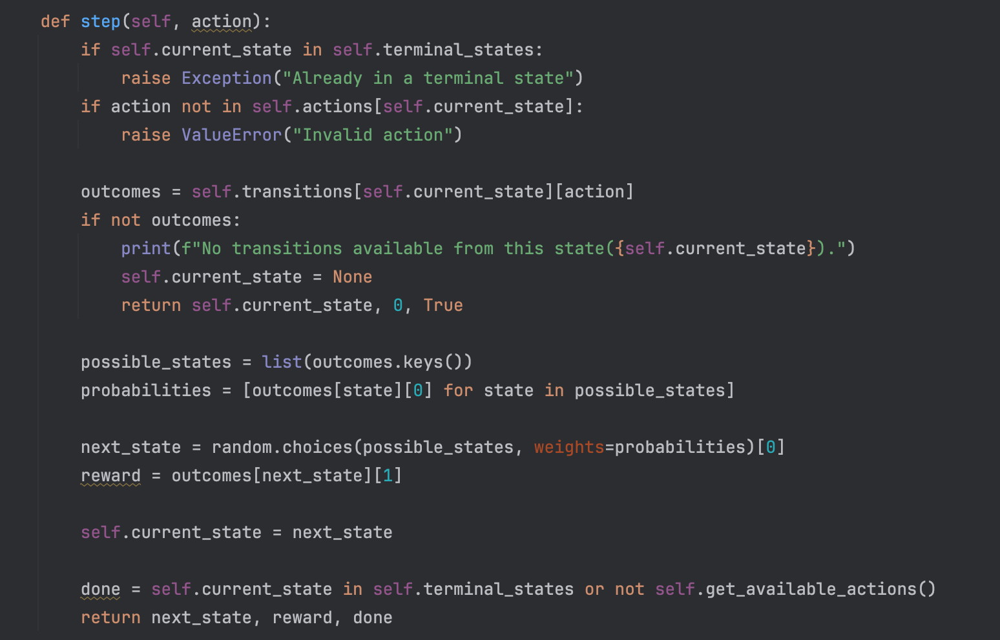 def step(self, action):
    if self.current_state in self.terminal_states:
        raise Exception("Already in a terminal state")
    if action not in self.actions[self.current_state]:
        raise ValueError("Invalid action")
    outcomes = self.transitions[self.current_state][action]
    if not outcomes:
        print(f"No transitions available from this state({self.current_state}).")
        self.current_state = None
        return self.current_state, 0, True
    possible_states = list(outcomes.keys())
    probabilities = [outcomes[state][0] for state in possible_states]
    next_state = random.choices(possible_states, weights=probabilities)[0]
    reward = outcomes[next_state][1]
    self.current_state = next_state
    done = self.current_state in self.terminal_states or not self.get_available_actions()
    return next_state, reward, done